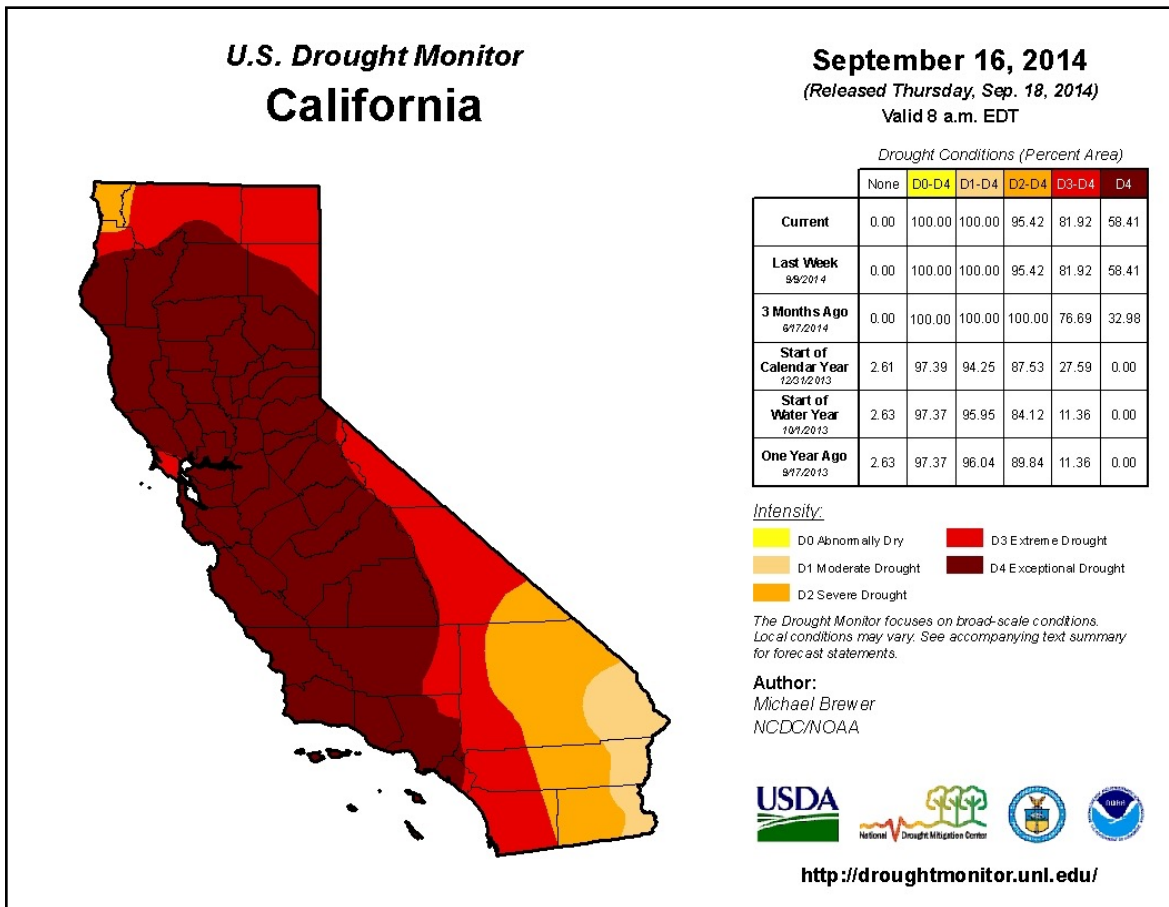 U.S. Drought Monitor
California
September 16, 2014
(Released Thursday, Sep. 18, 2014)
Valid 8 a.m. EDT
Drought Conditions (Percent Area)
None D0-D4 D1-D4 D2-D4 D3-D4 D4
Current 0.00 100.00 100.00 95.42 81.92 58.41
Last Week 0.00 100.00 100.00 95.42 81.92 58.41
9/9/2014
3 Months Ago 0.00 100.00 100.00 100.00 76.69 32.98
6/17/2014
Start of
Calendar Year 2.61 97.39 94.25 87.53 27.59 0.00
12/31/2013
Start of
Water Year 2.63 97.37 95.95 84.12 11.36 0.00
10/1/2013
One Year Ago 2.63 97.37 96.04 89.84 11.36 0.00
9/17/2013
Intensity:
D0 Abnormally Dry
D1 Moderate Drought
D2 Severe Drought
D3 Extreme Drought
D4 Exceptional Drought
The Drought Monitor focuses on broad-scale conditions.
Local conditions may vary. See accompanying text summary
for forecast statements.
Author:
Michael Brewer
NCDC/NOAA
USDA
National Drought Mitigation Center
noaa
http://droughtmonitor.unl.edu/